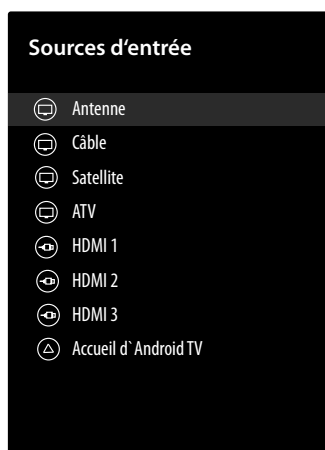 Sources d‘entrée
Antenne
Câble
Satellite
ATV
HDMI 1
HDMI 2
HDMI 3
Accueil d`Android TV